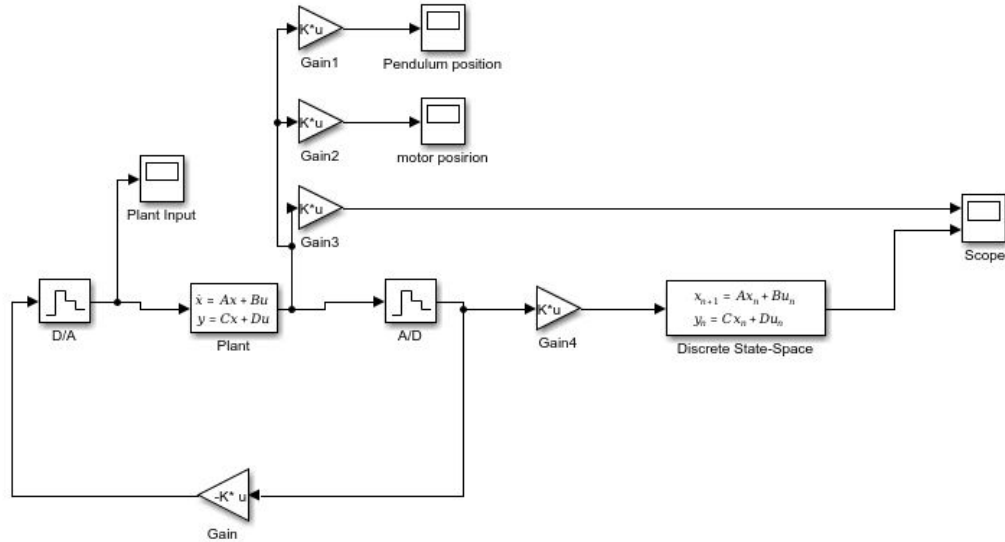 K*u
Gain1
Pendulum position
K*u
Gain2
motor posirion
Plant Input
K*u
Gain3
Scope
D/A
ẋ = Ax + Bu
y = Cx + Du
Plant
A/D
K*u
Gain4
xₙ₊₁ = Axₙ + Buₙ
yₙ = Cxₙ + Duₙ
Discrete State-Space
-K* u
Gain